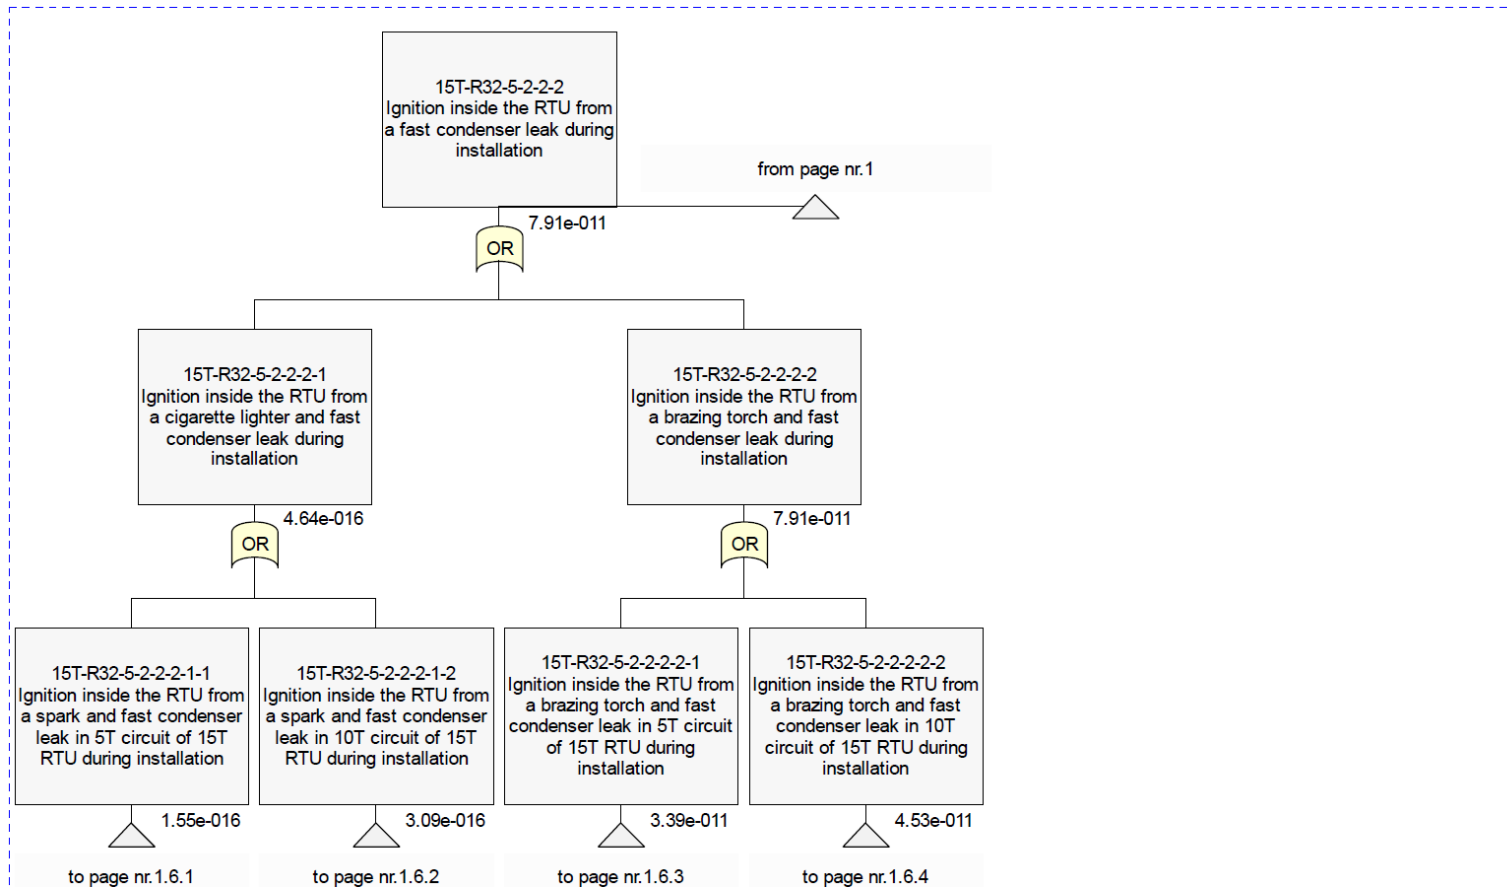 15T-R32-5-2-2-2
Ignition inside the RTU from
a fast condenser leak during
installation
from page nr.1
7.91e-011
OR
15T-R32-5-2-2-2-1
Ignition inside the RTU from
a cigarette lighter and fast
condenser leak during
installation
4.64e-016
OR
15T-R32-5-2-2-2-2
Ignition inside the RTU from
a brazing torch and fast
condenser leak during
installation
7.91e-011
OR
15T-R32-5-2-2-2-1-1
Ignition inside the RTU from
a spark and fast condenser
leak in 5T circuit of 15T
RTU during installation
1.55e-016
to page nr.1.6.1
15T-R32-5-2-2-2-1-2
Ignition inside the RTU from
a spark and fast condenser
leak in 10T circuit of 15T
RTU during installation
3.09e-016
to page nr.1.6.2
15T-R32-5-2-2-2-2-1
Ignition inside the RTU from
a brazing torch and fast
condenser leak in 5T circuit
of 15T RTU during
installation
3.39e-011
to page nr.1.6.3
15T-R32-5-2-2-2-2-2
Ignition inside the RTU from
a brazing torch and fast
condenser leak in 10T
circuit of 15T RTU during
installation
4.53e-011
to page nr.1.6.4